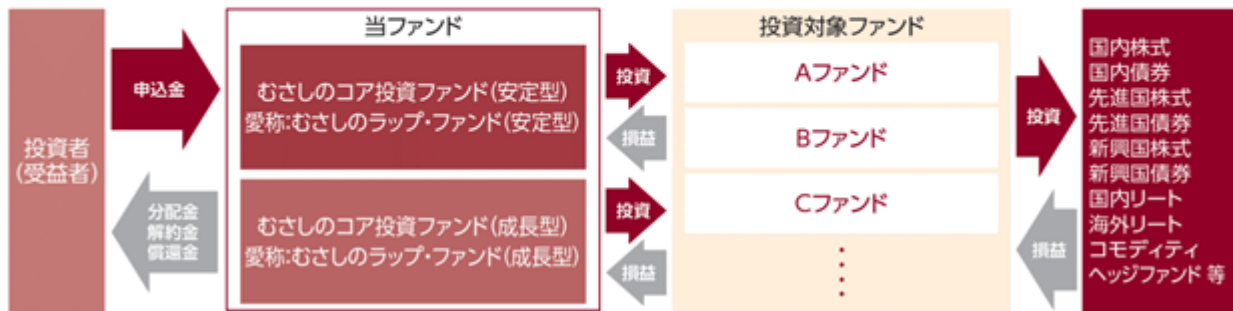 投資者
(受益者)
申込金
分配金
解約金
償還金
当ファンド
むさしのコア投資ファンド(安定型)
愛称:むさしのラップ・ファンド(安定型)
むさしのコア投資ファンド(成長型)
愛称:むさしのラップ・ファンド(成長型)
投資
損益
投資
損益
投資対象ファンド
Aファンド
Bファンド
Cファンド
投資
損益
国内株式
国内債券
先進国株式
先進国債券
新興国株式
新興国債券
国内リート
海外リート
コモディティ
ヘッジファンド 等